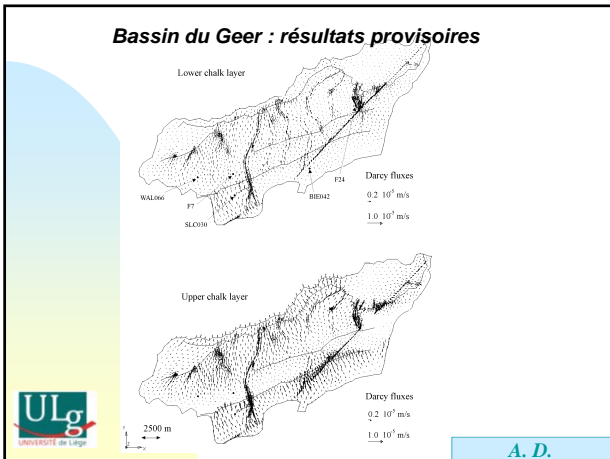 Bassin du Geer : résultats provisoires
Lower chalk layer
WAL066
F7
SLC030
BIE042
F24
Darcy fluxes
0.2 10⁻⁵ m/s
1.0 10⁻⁵ m/s
Upper chalk layer
Darcy fluxes
0.2 10⁻⁵ m/s
1.0 10⁻⁵ m/s
2500 m
ULg
UNIVERSITÉ de Liège
A. D.